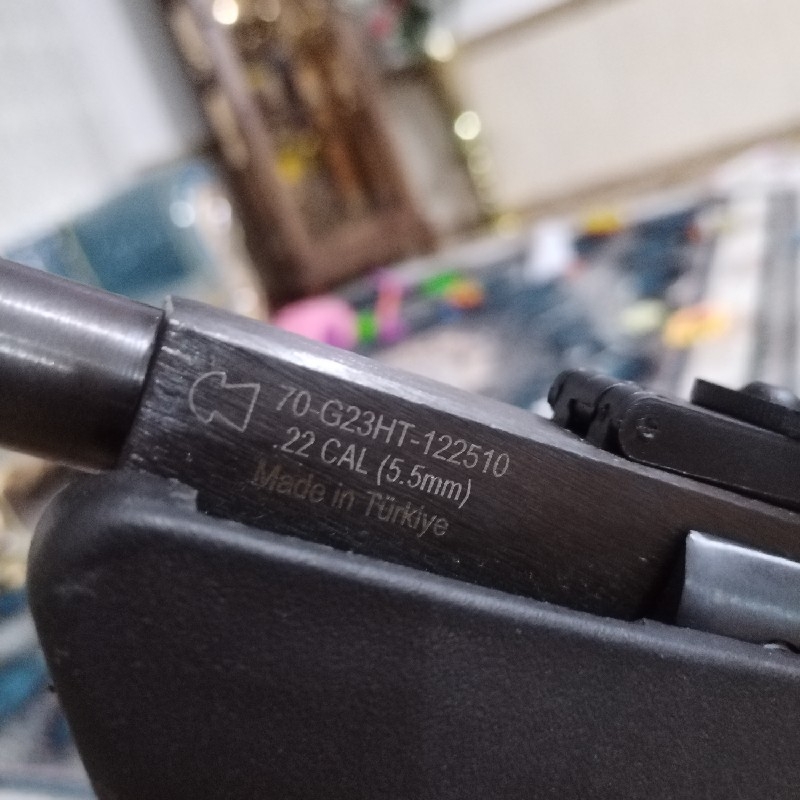 70-G23HT-122510
.22 CAL (5.5mm)
Made in Türkiye